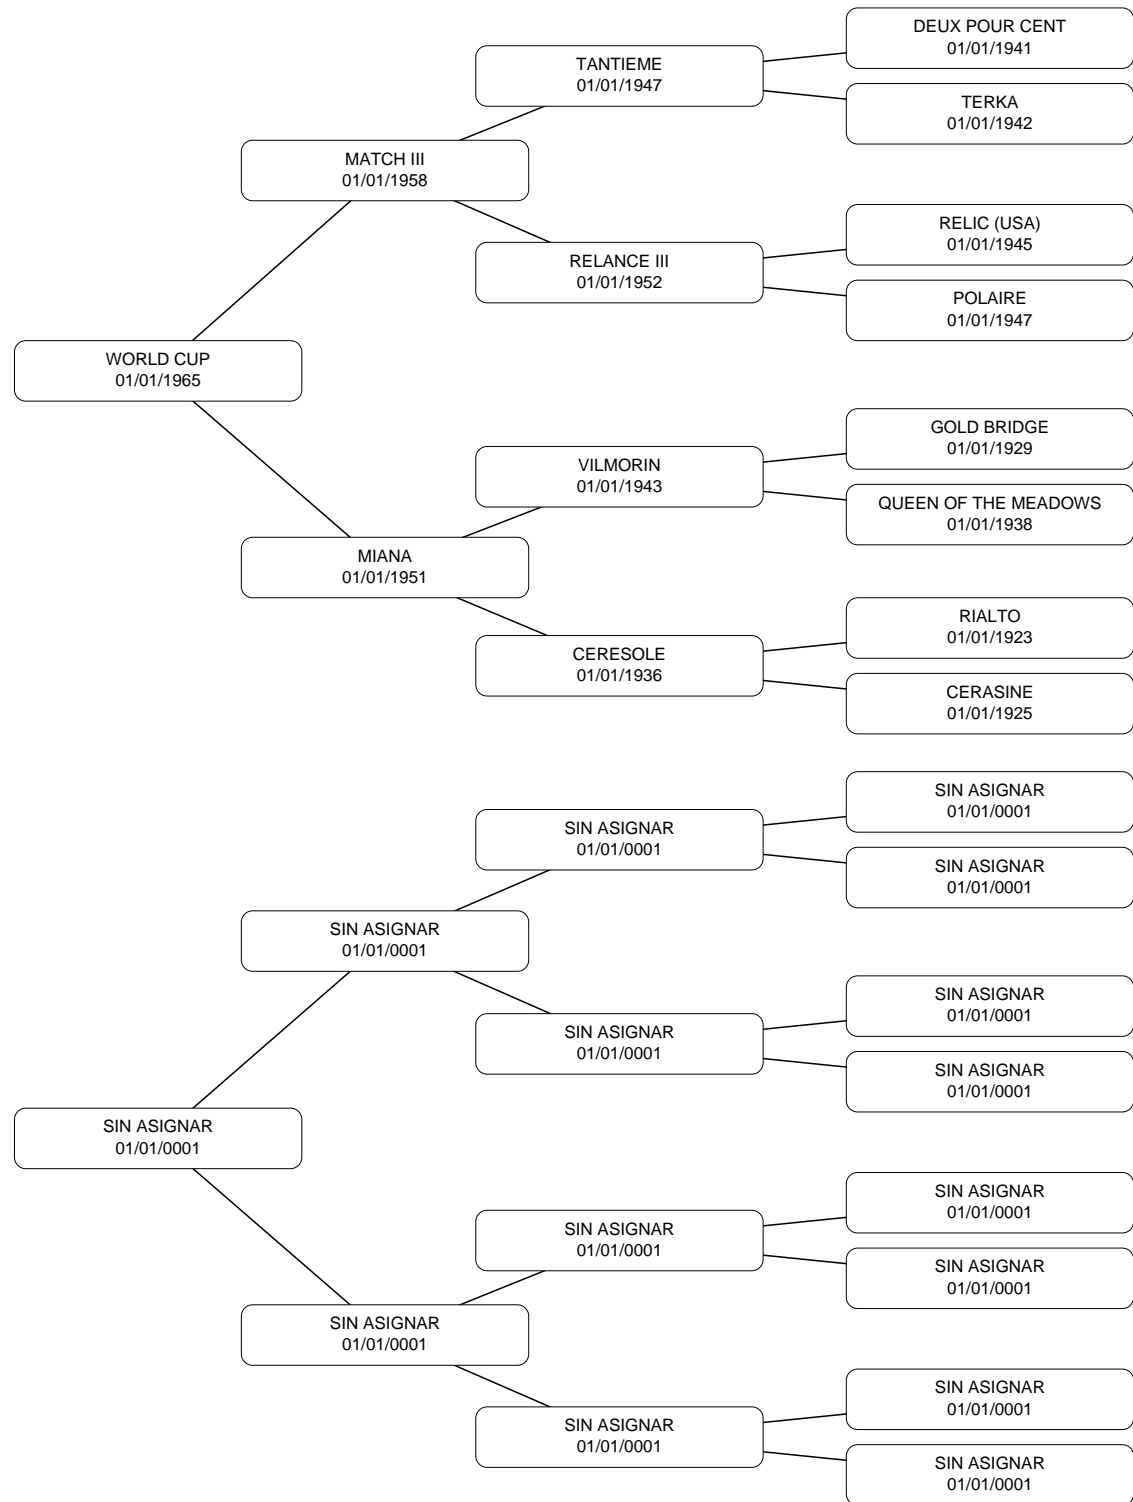 DEUX POUR CENT
01/01/1941
TANTIEME
01/01/1947
TERKA
01/01/1942
MATCH III
01/01/1958
RELIC (USA)
01/01/1945
RELANCE III
01/01/1952
POLAIRE
01/01/1947
WORLD CUP
01/01/1965
GOLD BRIDGE
01/01/1929
VILMORIN
01/01/1943
QUEEN OF THE MEADOWS
01/01/1938
MIANA
01/01/1951
RIALTO
01/01/1923
CERESOLE
01/01/1936
CERASINE
01/01/1925
SIN ASIGNAR
01/01/0001
SIN ASIGNAR
01/01/0001
SIN ASIGNAR
01/01/0001
SIN ASIGNAR
01/01/0001
SIN ASIGNAR
01/01/0001
SIN ASIGNAR
01/01/0001
SIN ASIGNAR
01/01/0001
SIN ASIGNAR
01/01/0001
SIN ASIGNAR
01/01/0001
SIN ASIGNAR
01/01/0001
SIN ASIGNAR
01/01/0001
SIN ASIGNAR
01/01/0001
SIN ASIGNAR
01/01/0001
SIN ASIGNAR
01/01/0001
SIN ASIGNAR
01/01/0001